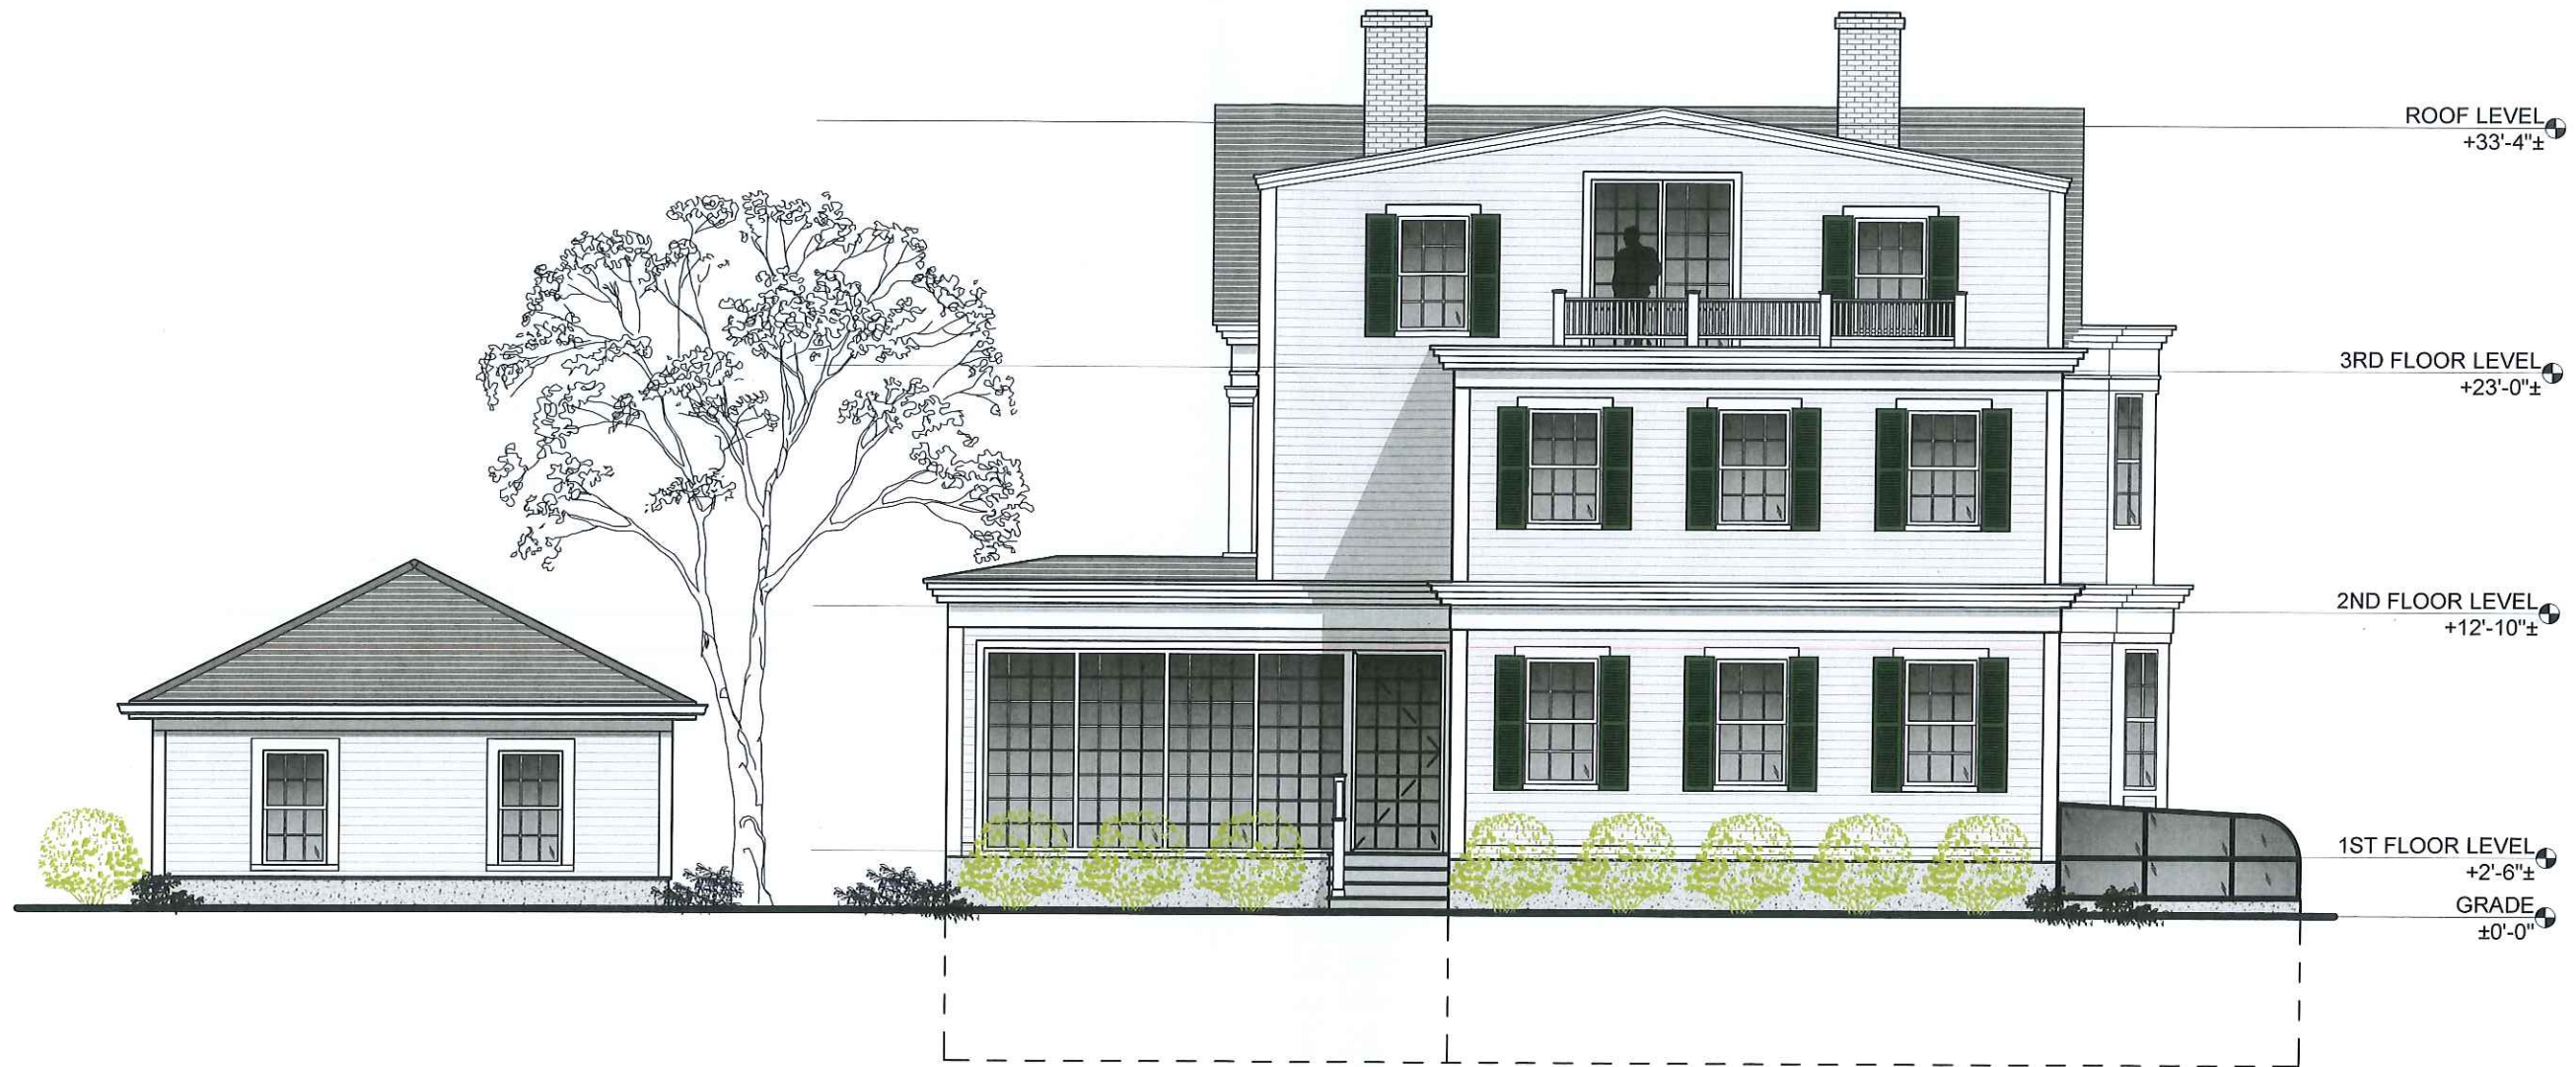 ROOF LEVEL
+33'-4"±
3RD FLOOR LEVEL
+23'-0"±
2ND FLOOR LEVEL
+12'-10"±
1ST FLOOR LEVEL
+2'-6"±
GRADE
±0'-0"